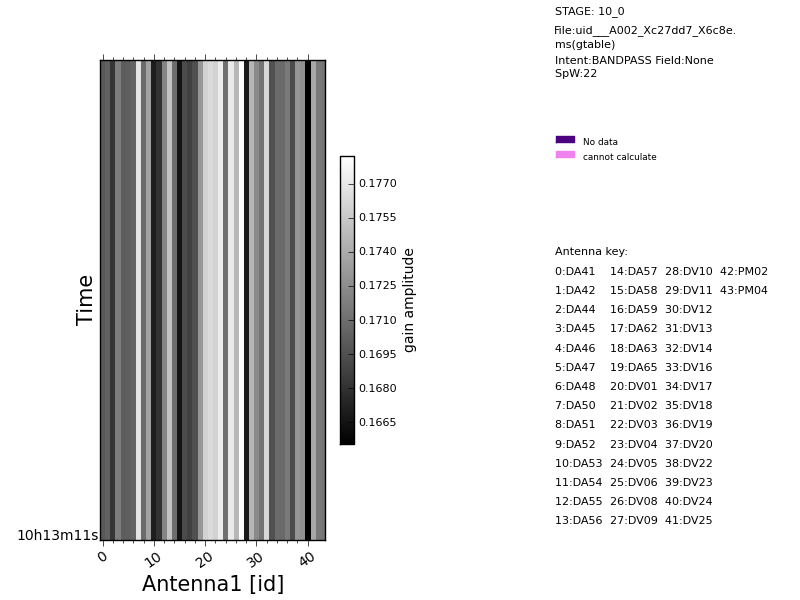 STAGE: 10_0
File:uid___A002_Xc27dd7_X6c8e.
ms(gtable)
Intent:BANDPASS Field:None
SpW:22
No data
cannot calculate
0.1770
0.1755
0.1740
0.1725
0.1710
0.1695
0.1680
0.1665
gain amplitude
Time
10h13m11s
0 10 20 30 40
Antenna1 [id]
Antenna key:
0:DA41 14:DA57 28:DV10 42:PM02
1:DA42 15:DA58 29:DV11 43:PM04
2:DA44 16:DA59 30:DV12
3:DA45 17:DA62 31:DV13
4:DA46 18:DA63 32:DV14
5:DA47 19:DA65 33:DV16
6:DA48 20:DV01 34:DV17
7:DA50 21:DV02 35:DV18
8:DA51 22:DV03 36:DV19
9:DA52 23:DV04 37:DV20
10:DA53 24:DV05 38:DV22
11:DA54 25:DV06 39:DV23
12:DA55 26:DV08 40:DV24
13:DA56 27:DV09 41:DV25